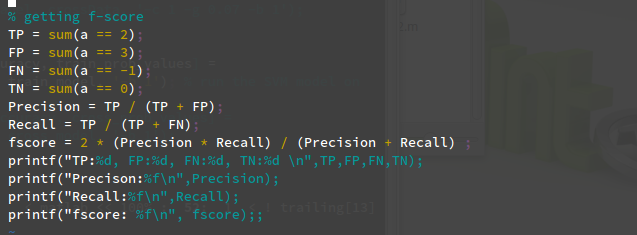 % getting f-score
TP = sum(a == 2);
FP = sum(a == 3);
FN = sum(a == -1);
TN = sum(a == 0);
Precision = TP / (TP + FP);
Recall = TP / (TP + FN);
fscore = 2 * (Precision * Recall) / (Precision + Recall) ;
printf("TP:%d, FP:%d, FN:%d, TN:%d \n",TP,FP,FN,TN);
printf("Precison:%f\n",Precision);
printf("Recall:%f\n",Recall);
printf("fscore: %f\n", fscore);;
~